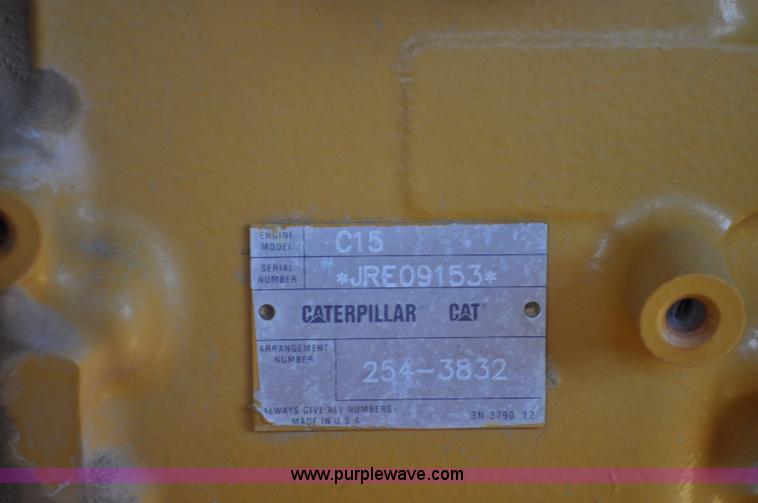 ENGINE MODEL C15
SERIAL NUMBER *JRE09153*
CATERPILLAR CAT
ARRANGEMENT NUMBER 254-3832
ALWAYS GIVE ALL NUMBERS
MADE IN U.S.A. 3N-3790 12
www.purplewave.com